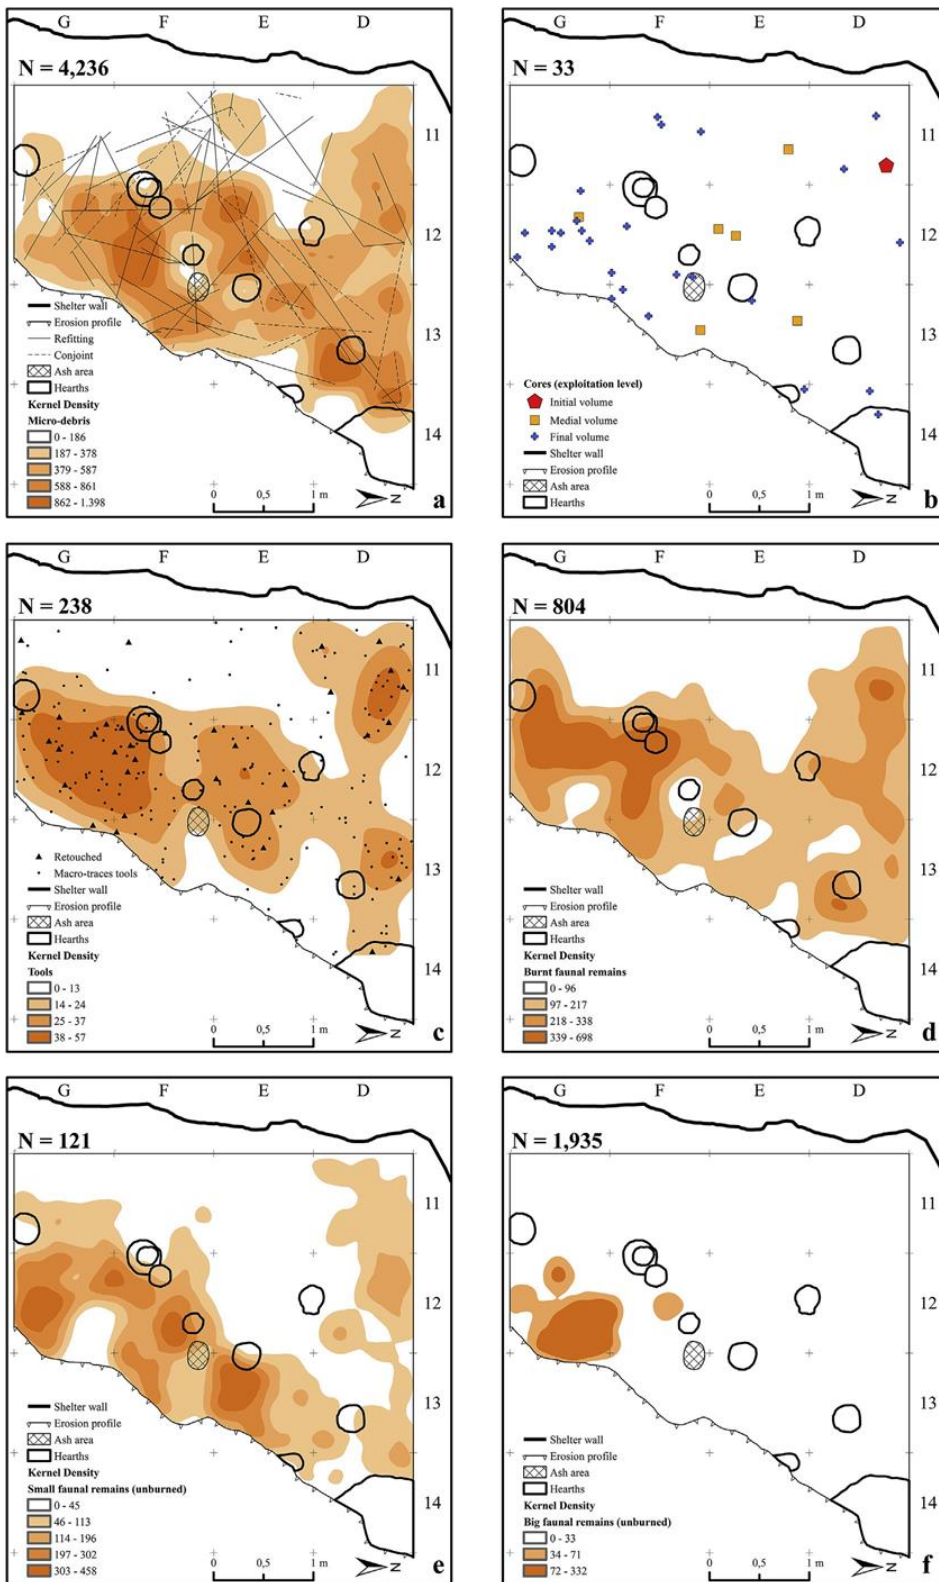 G F E D
N = 4,236
11
12
13
14
Shelter wall
Erosion profile
Refitting
Conjoint
Ash area
Hearths
Kernel Density
Micro-debris
0 - 186
187 - 378
379 - 587
588 - 861
862 - 1.398
0 0,5 1 m
N
a
G F E D
N = 33
11
12
13
14
Cores (exploitation level)
Initial volume
Medial volume
Final volume
Shelter wall
Erosion profile
Ash area
Hearths
0 0,5 1 m
N
b
G F E D
N = 238
11
12
13
14
Retouched
Macro-traces tools
Shelter wall
Erosion profile
Ash area
Hearths
Kernel Density
Tools
0 - 13
14 - 24
25 - 37
38 - 57
0 0,5 1 m
N
c
G F E D
N = 804
11
12
13
14
Shelter wall
Erosion profile
Ash area
Hearths
Kernel Density
Burnt faunal remains
0 - 96
97 - 217
218 - 338
339 - 698
0 0,5 1 m
N
d
G F E D
N = 121
11
12
13
14
Shelter wall
Erosion profile
Ash area
Hearths
Kernel Density
Small faunal remains (unburned)
0 - 45
46 - 113
114 - 196
197 - 302
303 - 458
0 0,5 1 m
N
e
G F E D
N = 1,935
11
12
13
14
Shelter wall
Erosion profile
Ash area
Hearths
Kernel Density
Big faunal remains (unburned)
0 - 33
34 - 71
72 - 332
0 0,5 1 m
N
f